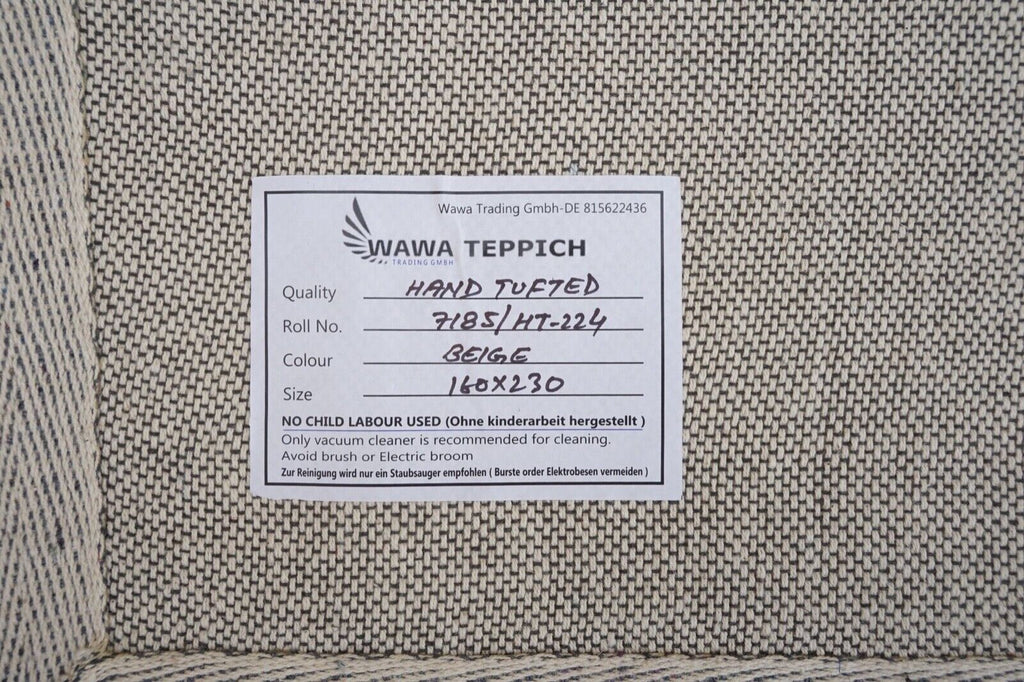 Wawa Trading Gmbh-DE 815622436
WAWA TEPPICH
TRADING GMBH
Quality HAND TUFTED
Roll No. 7185/HT-224
Colour BEIGE
Size 160X230
NO CHILD LABOUR USED (Ohne kinderarbeit hergestellt )
Only vacuum cleaner is recommended for cleaning.
Avoid brush or Electric broom
Zur Reinigung wird nur ein Staubsauger empfohlen ( Burste order Elektrobesen vermeiden )